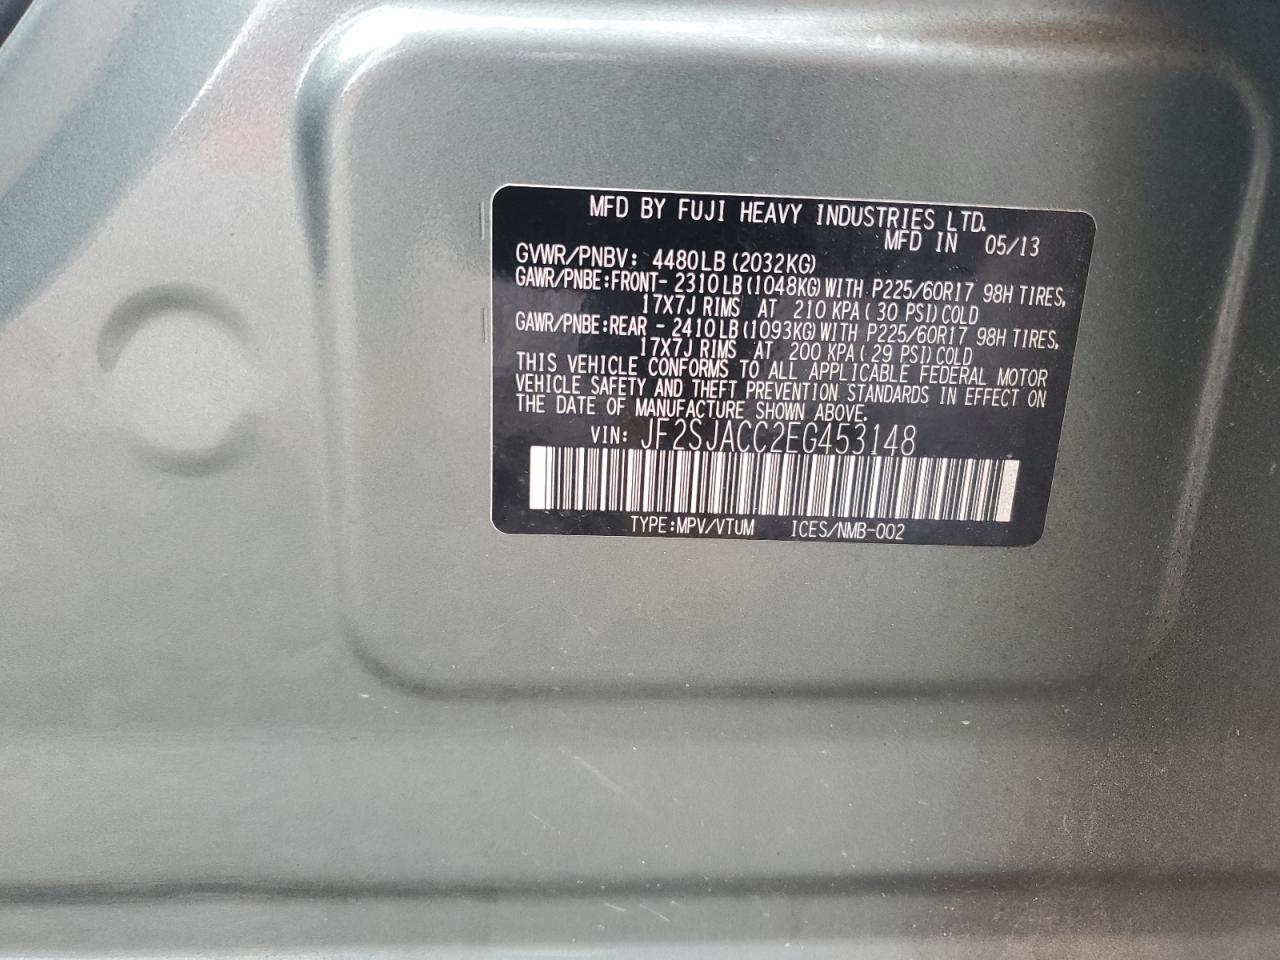 MFD BY FUJI HEAVY INDUSTRIES LTD.
MFD IN 05/13
GVWR/PNBV: 4480LB (2032KG)
GAWR/PNBE:FRONT- 2310LB(1048KG)WITH P225/60R17 98H TIRES,
17X7J RIMS AT 210 KPA( 30 PSI)COLD
GAWR/PNBE:REAR - 2410LB(1093KG)WITH P225/60R17 98H TIRES,
17X7J RIMS AT 200 KPA( 29 PSI)COLD
THIS VEHICLE CONFORMS TO ALL APPLICABLE FEDERAL MOTOR
VEHICLE SAFETY AND THEFT PREVENTION STANDARDS IN EFFECT ON
THE DATE OF MANUFACTURE SHOWN ABOVE.
VIN: JF2SJACC2EG453148
TYPE:MPV/VTUM ICES/NMB-002